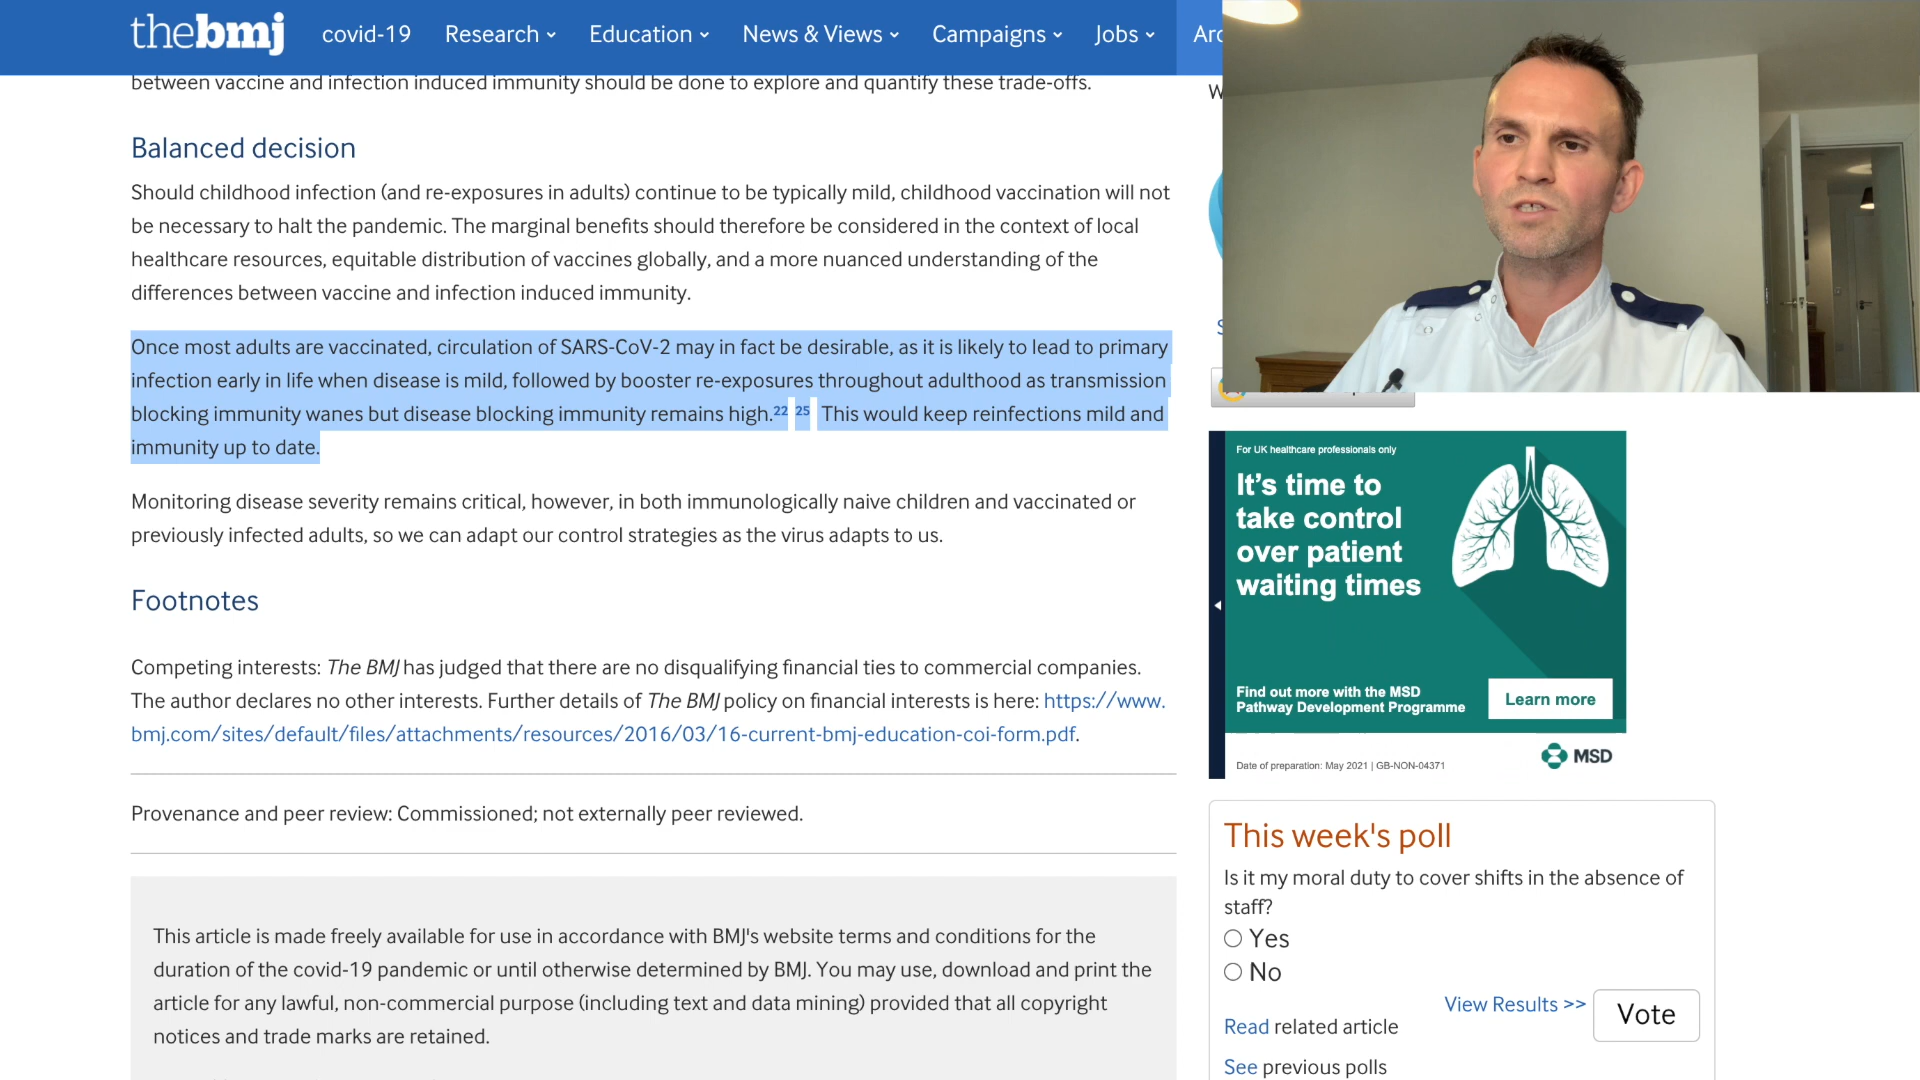 thebmj
covid-19
Research
Education
News & Views
Campaigns
Jobs
between vaccine and infection induced immunity should be done to explore and quantify these trade-offs.
Balanced decision
Should childhood infection (and re-exposures in adults) continue to be typically mild, childhood vaccination will not
be necessary to halt the pandemic. The marginal benefits should therefore be considered in the context of local
healthcare resources, equitable distribution of vaccines globally, and a more nuanced understanding of the
differences between vaccine and infection induced immunity.
Once most adults are vaccinated, circulation of SARS-CoV-2 may in fact be desirable, as it is likely to lead to primary
infection early in life when disease is mild, followed by booster re-exposures throughout adulthood as transmission
blocking immunity wanes but disease blocking immunity remains high.22 25 This would keep reinfections mild and
immunity up to date.
Monitoring disease severity remains critical, however, in both immunologically naive children and vaccinated or
previously infected adults, so we can adapt our control strategies as the virus adapts to us.
Footnotes
Competing interests: The BMJ has judged that there are no disqualifying financial ties to commercial companies.
The author declares no other interests. Further details of The BMJ policy on financial interests is here: https://www.
bmj.com/sites/default/files/attachments/resources/2016/03/16-current-bmj-education-coi-form.pdf.
Provenance and peer review: Commissioned; not externally peer reviewed.
This article is made freely available for use in accordance with BMJ's website terms and conditions for the
duration of the covid-19 pandemic or until otherwise determined by BMJ. You may use, download and print the
article for any lawful, non-commercial purpose (including text and data mining) provided that all copyright
notices and trade marks are retained.
For UK healthcare professionals only
It's time to
take control
over patient
waiting times
Find out more with the MSD
Pathway Development Programme
Learn more
Date of preparation: May 2021 | GB-NON-04371
MSD
This week's poll
Is it my moral duty to cover shifts in the absence of
staff?
Yes
No
View Results >>
Vote
Read related article
See previous polls